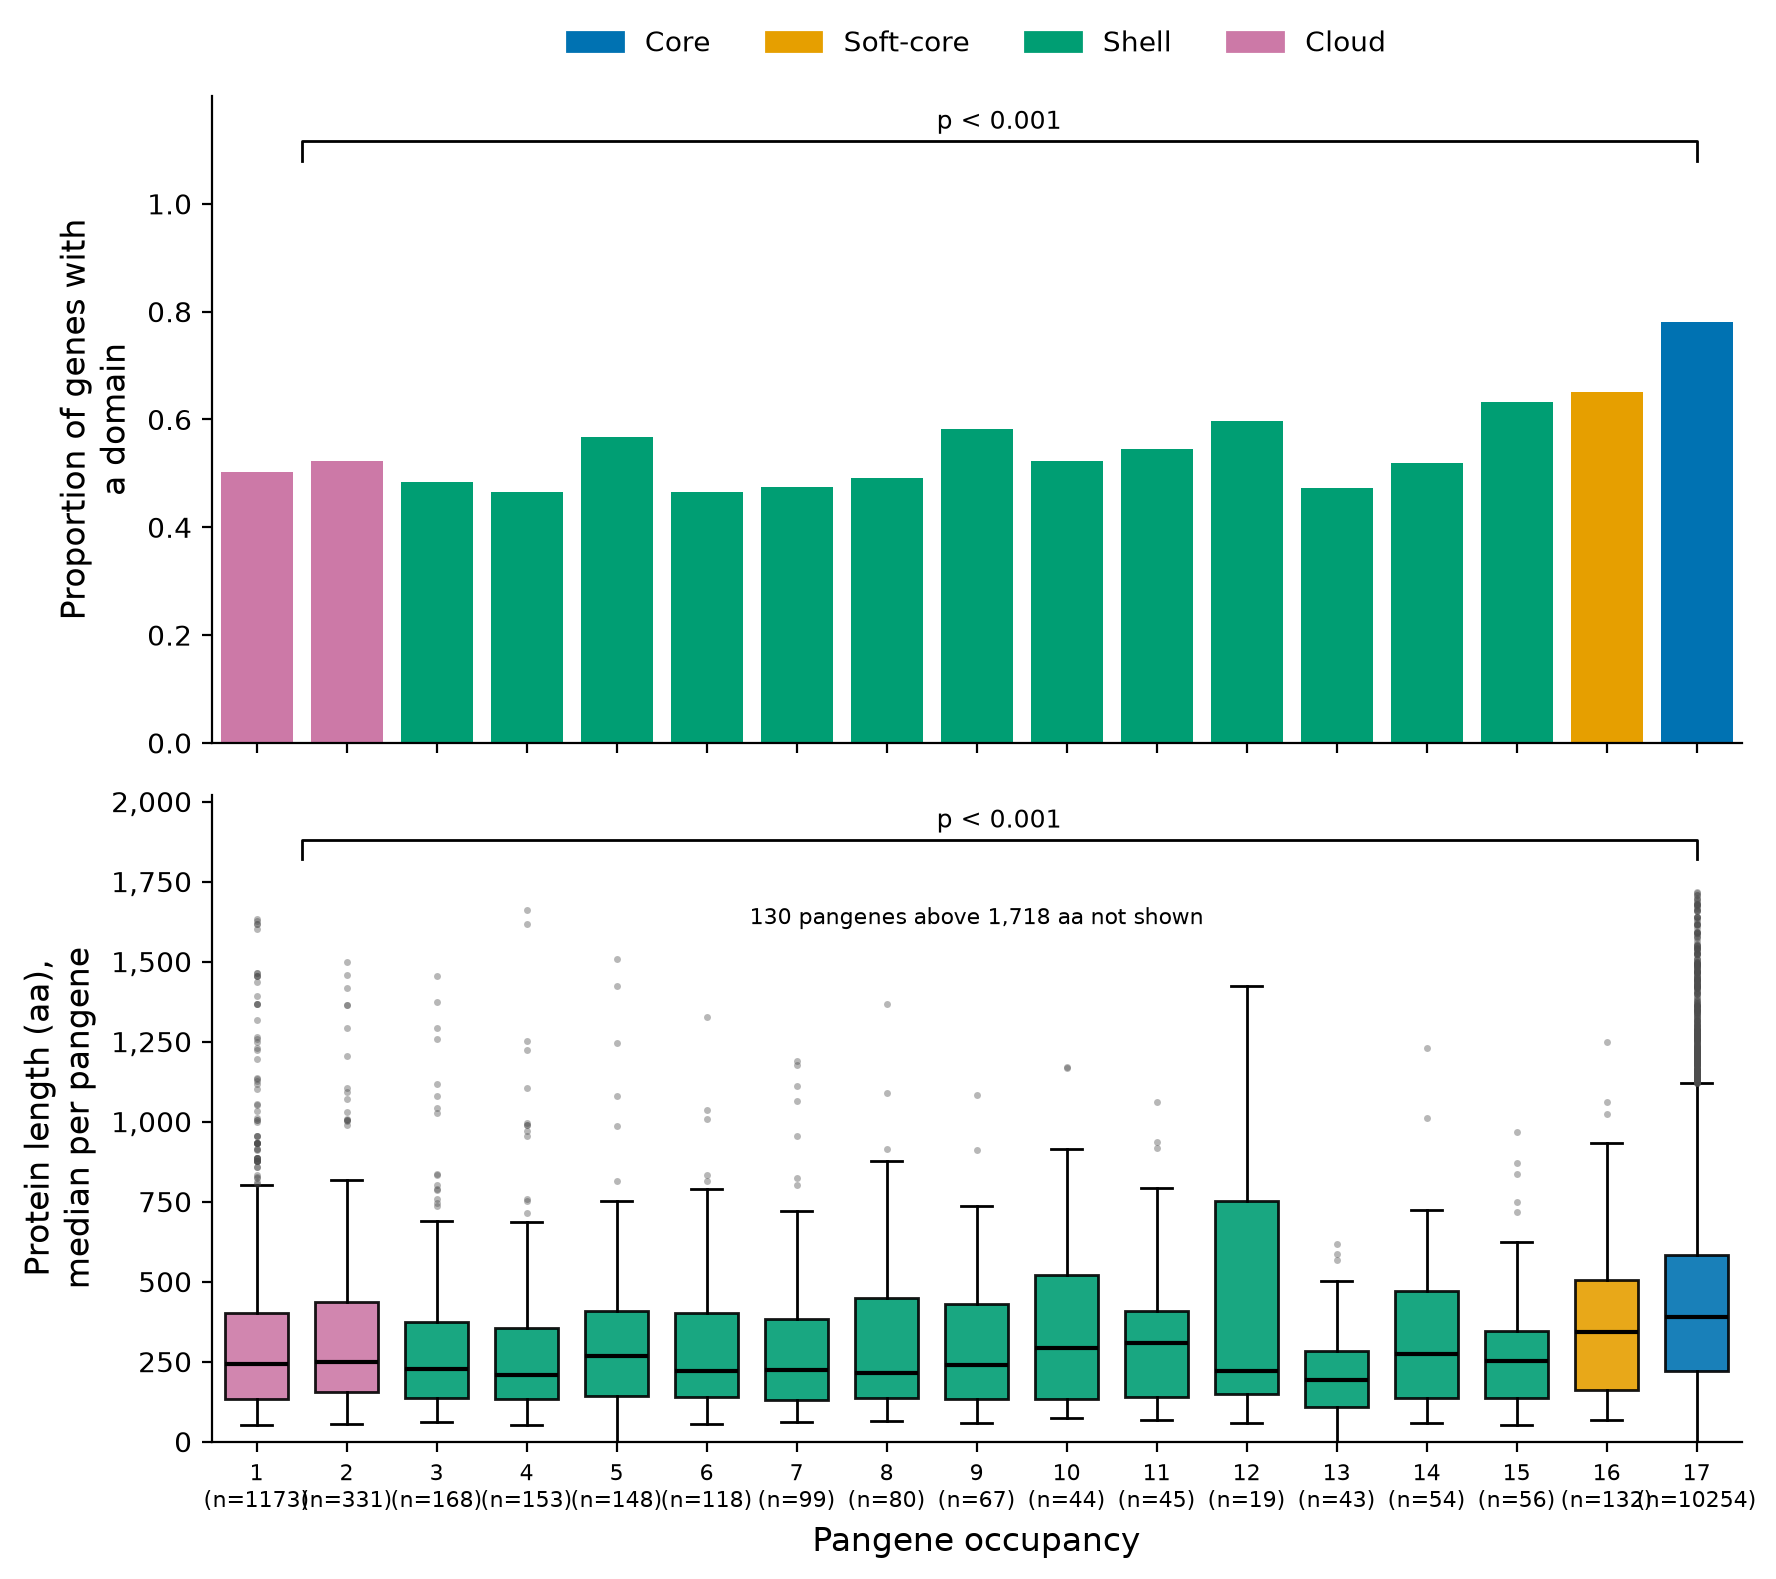 Core Soft-core Shell Cloud
p < 0.001
1.0
0.8
0.6
0.4
0.2
0.0
Proportion of genes with
a domain
2,000
1,750
1,500
1,250
1,000
750
500
250
0
Protein length (aa),
median per pangene
p < 0.001
130 pangenes above 1,718 aa not shown
1 2 3 4 5 6 7 8 9 10 11 12 13 14 15 16 17
(n=1173) (n=331) (n=168) (n=153) (n=148) (n=118) (n=99) (n=80) (n=67) (n=44) (n=45) (n=19) (n=43) (n=54) (n=56) (n=132) (n=10254)
Pangene occupancy